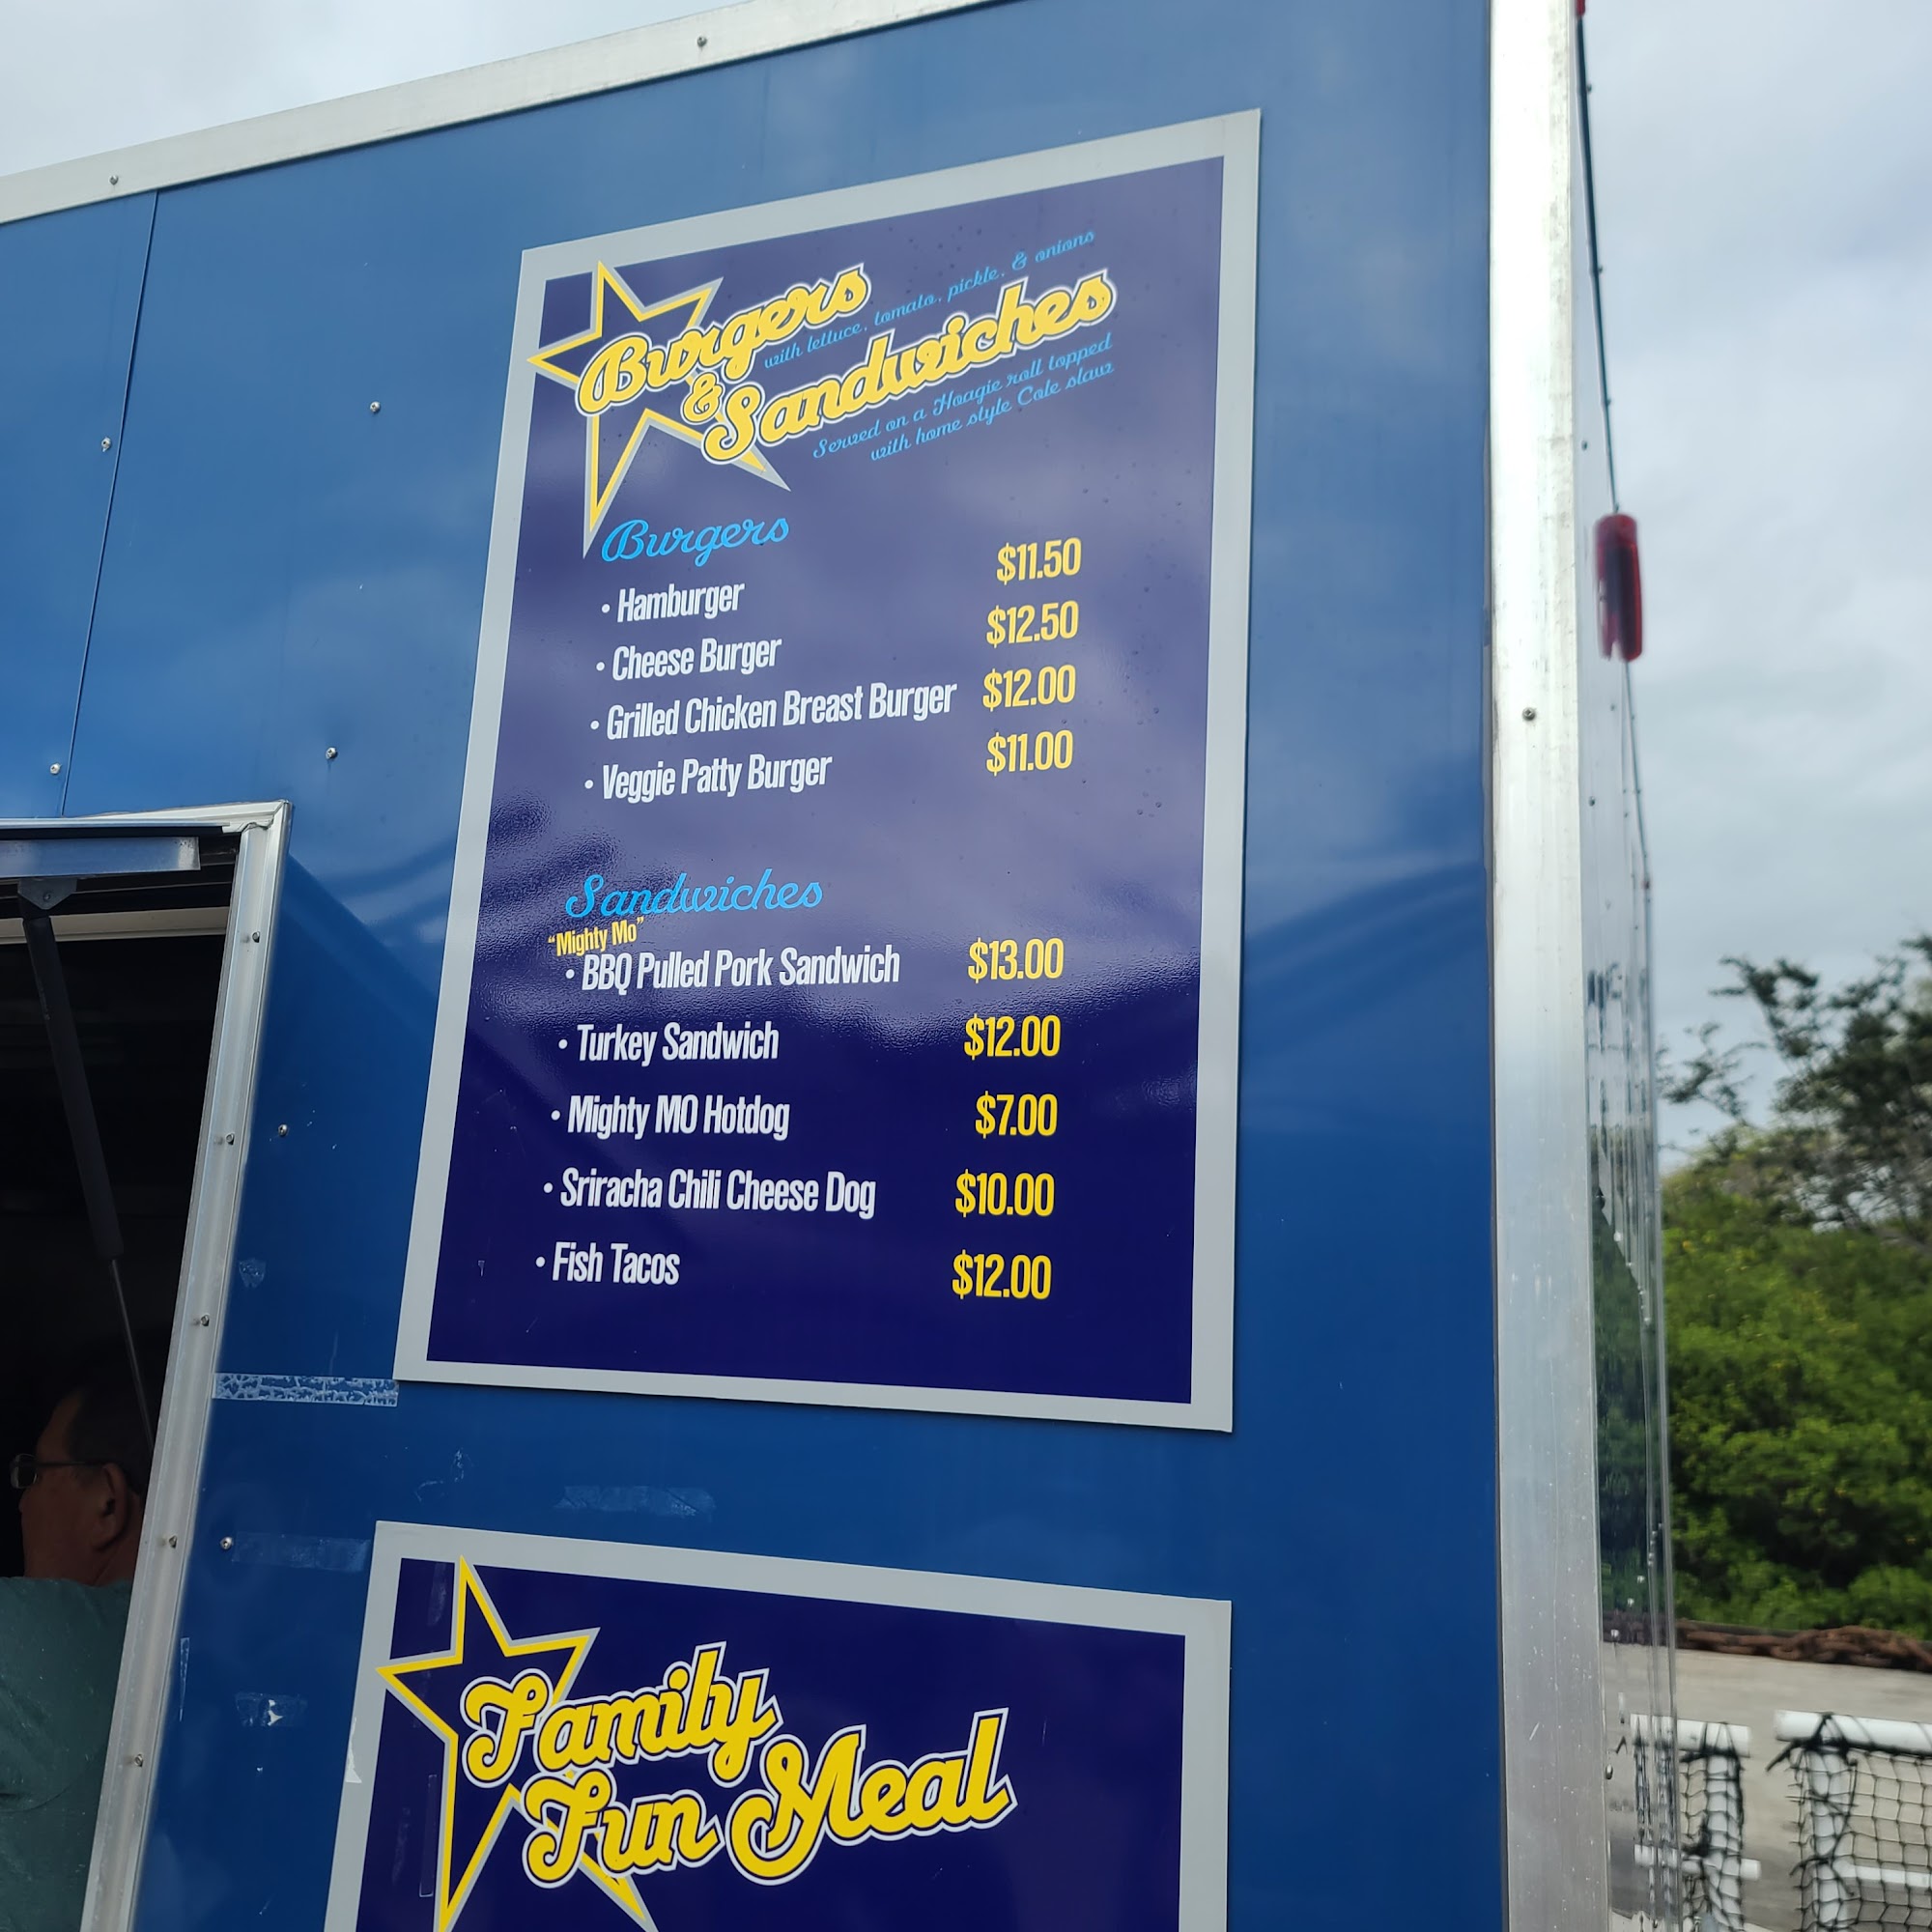 Burgers
with lettuce, tomato, pickle, & onions
& Sandwiches
Served on a Hoagie roll topped
with home style Cole slaw
Burgers
• Hamburger $11.50
• Cheese Burger $12.50
• Grilled Chicken Breast Burger $12.00
• Veggie Patty Burger $11.00
Sandwiches
“Mighty Mo”
• BBQ Pulled Pork Sandwich $13.00
• Turkey Sandwich $12.00
• Mighty MO Hotdog $7.00
• Sriracha Chili Cheese Dog $10.00
• Fish Tacos $12.00
Family
Fun Meal